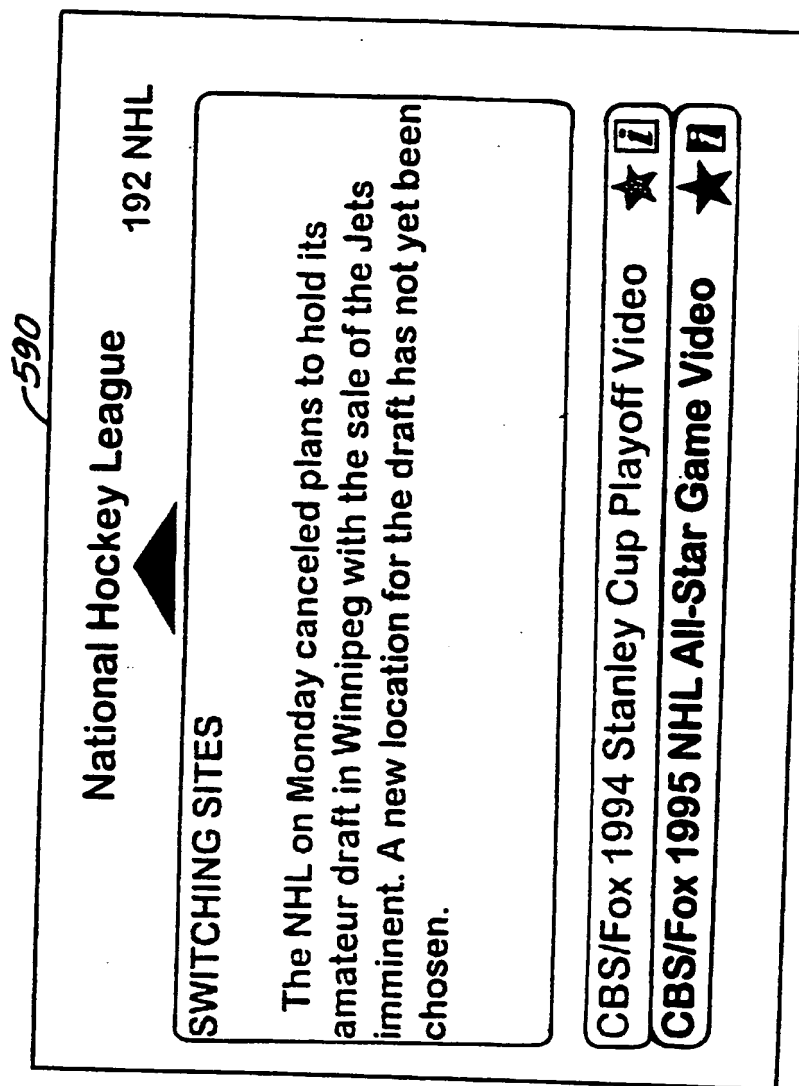 590
National Hockey League
192 NHL
SWITCHING SITES
The NHL on Monday canceled plans to hold its
amateur draft in Winnipeg with the sale of the Jets
imminent. A new location for the draft has not yet been
chosen.
CBS/Fox 1994 Stanley Cup Playoff Video ★ i
CBS/Fox 1995 NHL All-Star Game Video ★ i